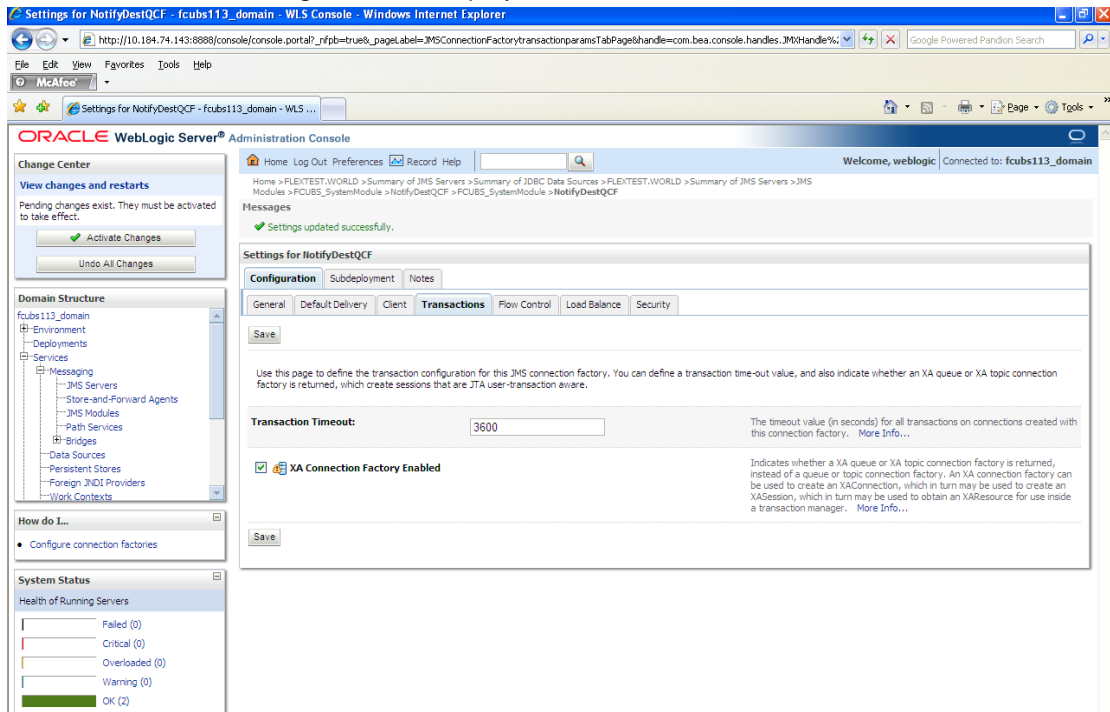 Settings for NotifyDestQCF - fcubs113_domain - WLS Console - Windows Internet Explorer
http://10.184.74.143:8888/console/console.portal?_nfpb=true&_pageLabel=JMSConnectionFactorytransactionparamsTabPage&handle=com.bea.console.handles.JMXHandle%
Google Powered Pandion Search
File Edit View Favorites Tools Help
McAfee
Settings for NotifyDestQCF - fcubs113_domain - WLS ...
Page Tools
ORACLE WebLogic Server® Administration Console
Change Center
View changes and restarts
Pending changes exist. They must be activated
to take effect.
Activate Changes
Undo All Changes
Domain Structure
fcubs113_domain
Environment
Deployments
Services
Messaging
JMS Servers
Store-and-Forward Agents
JMS Modules
Path Services
Bridges
Data Sources
Persistent Stores
Foreign JNDI Providers
Work Contexts
How do I...
Configure connection factories
System Status
Health of Running Servers
Failed (0)
Critical (0)
Overloaded (0)
Warning (0)
OK (2)
Home Log Out Preferences Record Help
Welcome, weblogic Connected to: fcubs113_domain
Home >FLEXTEST.WORLD >Summary of JMS Servers >Summary of JDBC Data Sources >FLEXTEST.WORLD >Summary of JMS Servers >JMS
Modules >FCUBS_SystemModule >NotifyDestQCF >FCUBS_SystemModule >NotifyDestQCF
Messages
Settings updated successfully.
Settings for NotifyDestQCF
Configuration Subdeployment Notes
General Default Delivery Client Transactions Flow Control Load Balance Security
Save
Use this page to define the transaction configuration for this JMS connection factory. You can define a transaction time-out value, and also indicate whether an XA queue or XA topic connection
factory is returned, which create sessions that are JTA user-transaction aware.
Transaction Timeout:
3600
The timeout value (in seconds) for all transactions on connections created with
this connection factory. More Info...
XA Connection Factory Enabled
Indicates whether a XA queue or XA topic connection factory is returned,
instead of a queue or topic connection factory. An XA connection factory can
be used to create an XAConnection, which in turn may be used to create an
XASession, which in turn may be used to obtain an XAResource for use inside
a transaction manager. More Info...
Save